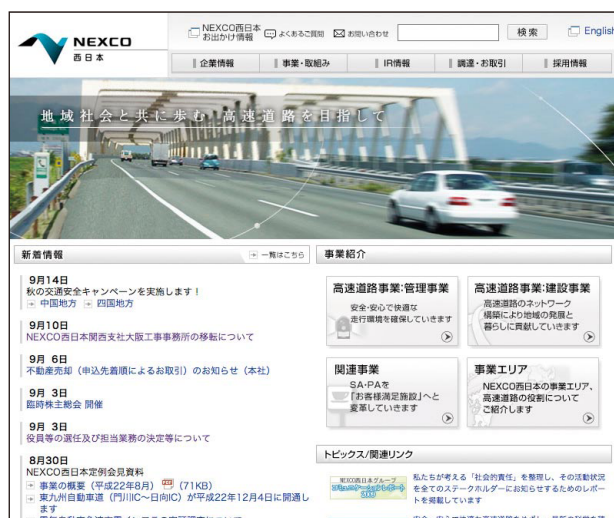 NEXCO
西日本
NEXCO西日本
お出かけ情報
よくあるご質問
お問い合わせ
検索
English
企業情報
事業・取組み
IR情報
調達・お取引
採用情報
地域社会と共に歩む 高速道路を目指して
新着情報
一覧はこちら
9月14日
秋の交通安全キャンペーンを実施します！
中国地方 四国地方
9月10日
NEXCO西日本関西支社大阪工事事務所の移転について
9月 6日
不動産売却（申込先着順によるお取引）のお知らせ（本社）
9月 3日
臨時株主総会 開催
9月 3日
役員等の選任及び担当業務の決定等について
8月30日
NEXCO西日本定例会見資料
事業の概要（平成22年8月） (71KB)
東九州自動車道（門川IC～日向IC）が平成22年12月4日に開通し
ます
事業紹介
高速道路事業:管理事業
安全・安心で快適な
走行環境を確保していきます
高速道路事業:建設事業
高速道路のネットワーク
構築により地域の発展と
暮らしに貢献していきます
関連事業
SA・PAを
「お客様満足施設」へと
変革していきます
事業エリア
NEXCO西日本の事業エリア、
高速道路の役割について
ご紹介します
トピックス/関連リンク
NEXCO西日本グループ
コミュニケーションレポート
私たちが考える「社会的責任」を整理し、その活動状況
を全てのステークホルダーにお知らせするためのレポー
トを掲載しています